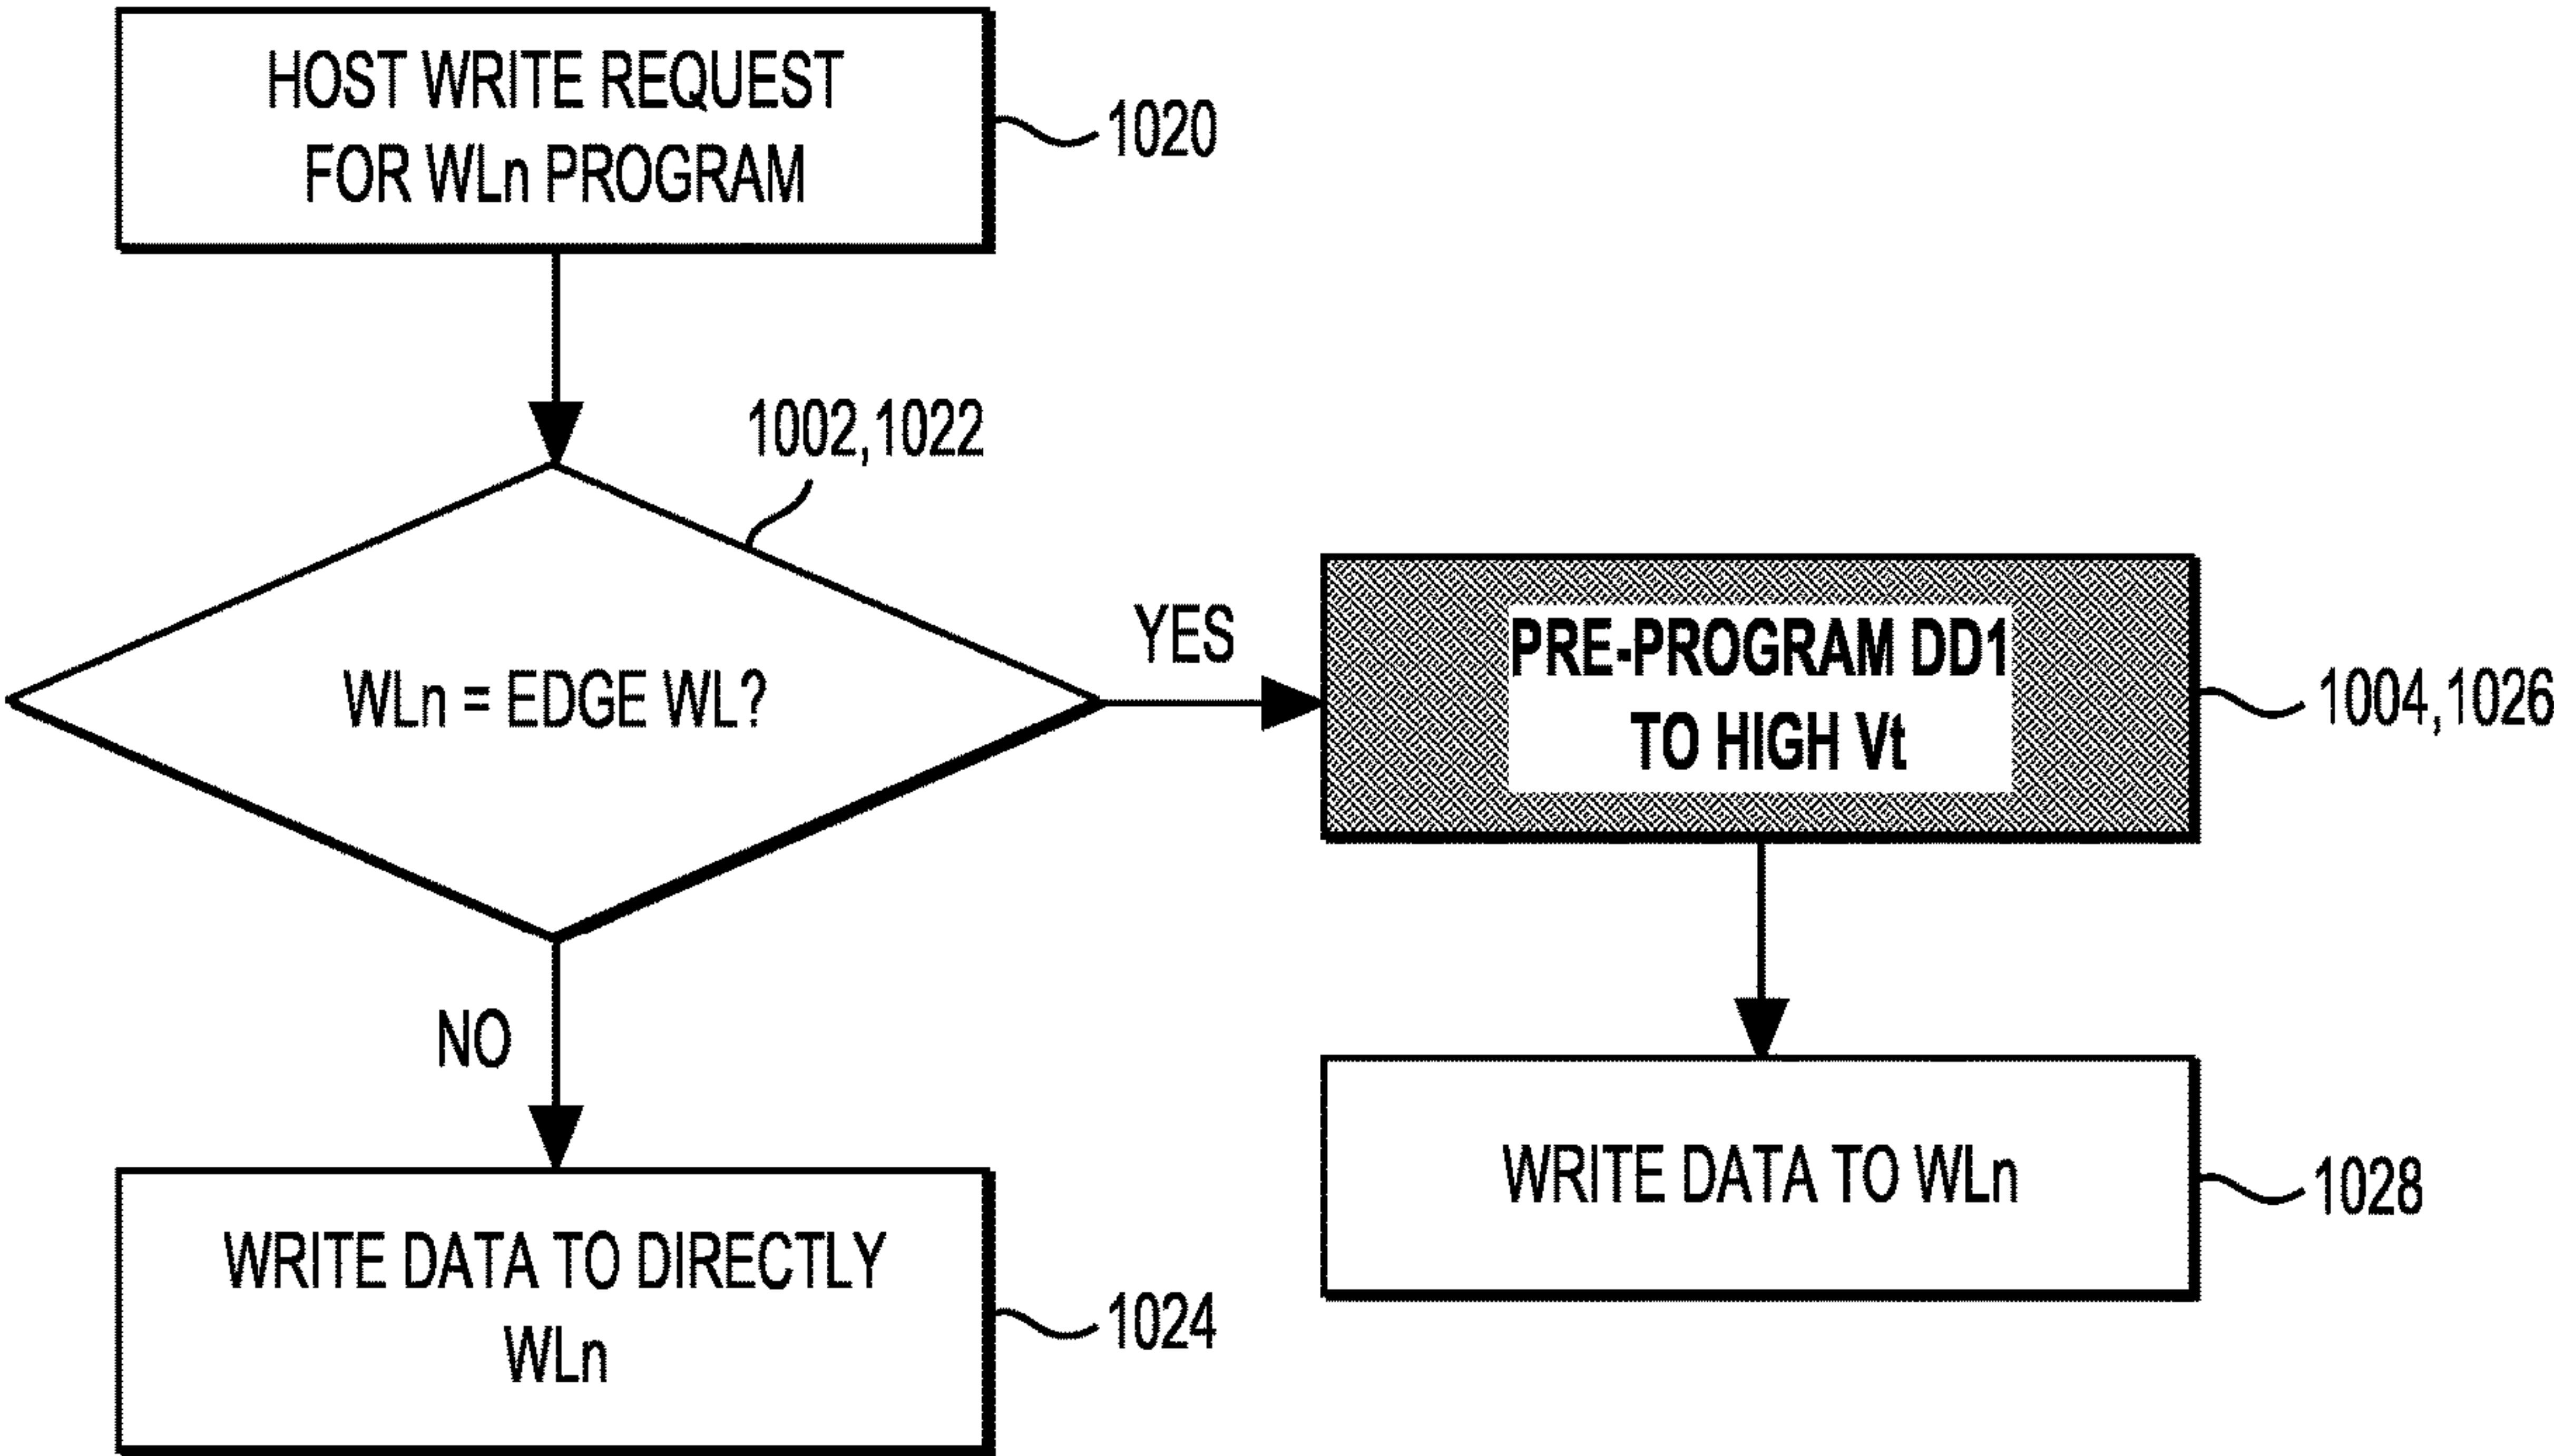 HOST WRITE REQUEST
FOR WLn PROGRAM
1020
1002,1022
WLn = EDGE WL?
YES
PRE-PROGRAM DD1
TO HIGH Vt
1004,1026
NO
WRITE DATA TO WLn
1028
WRITE DATA TO DIRECTLY
WLn
1024